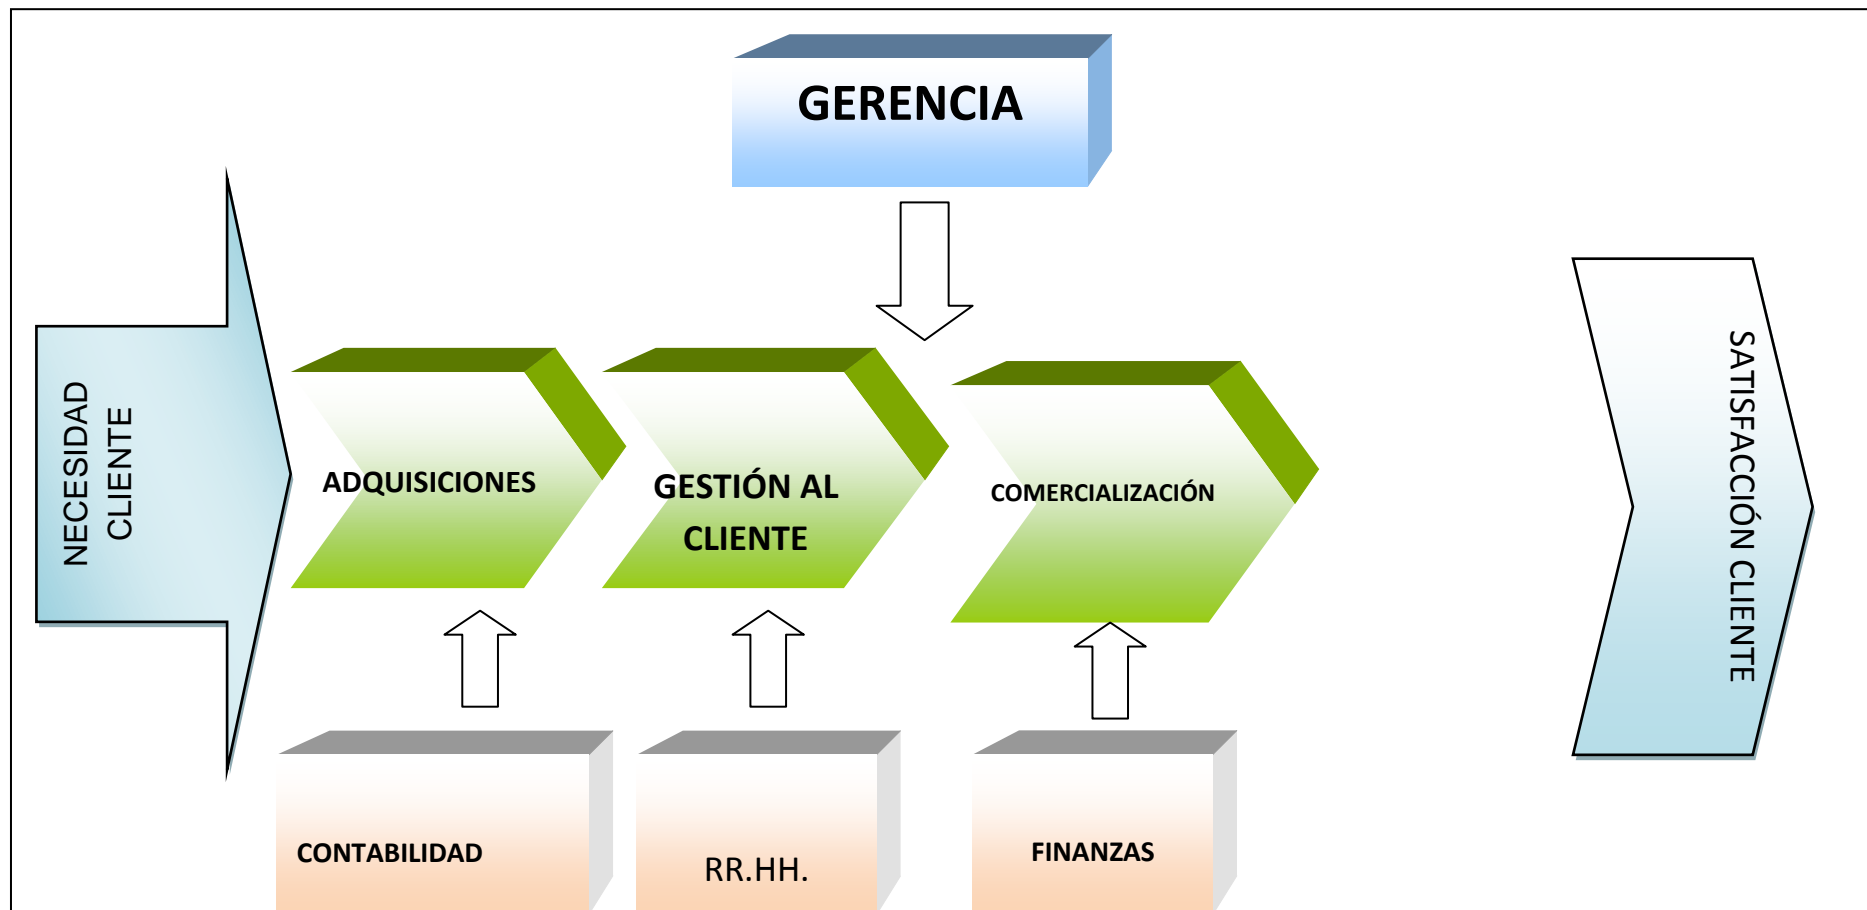 GERENCIA
NECESIDAD
CLIENTE
ADQUISICIONES
GESTIÓN AL
CLIENTE
COMERCIALIZACIÓN
SATISFACCIÓN CLIENTE
CONTABILIDAD
RR.HH.
FINANZAS